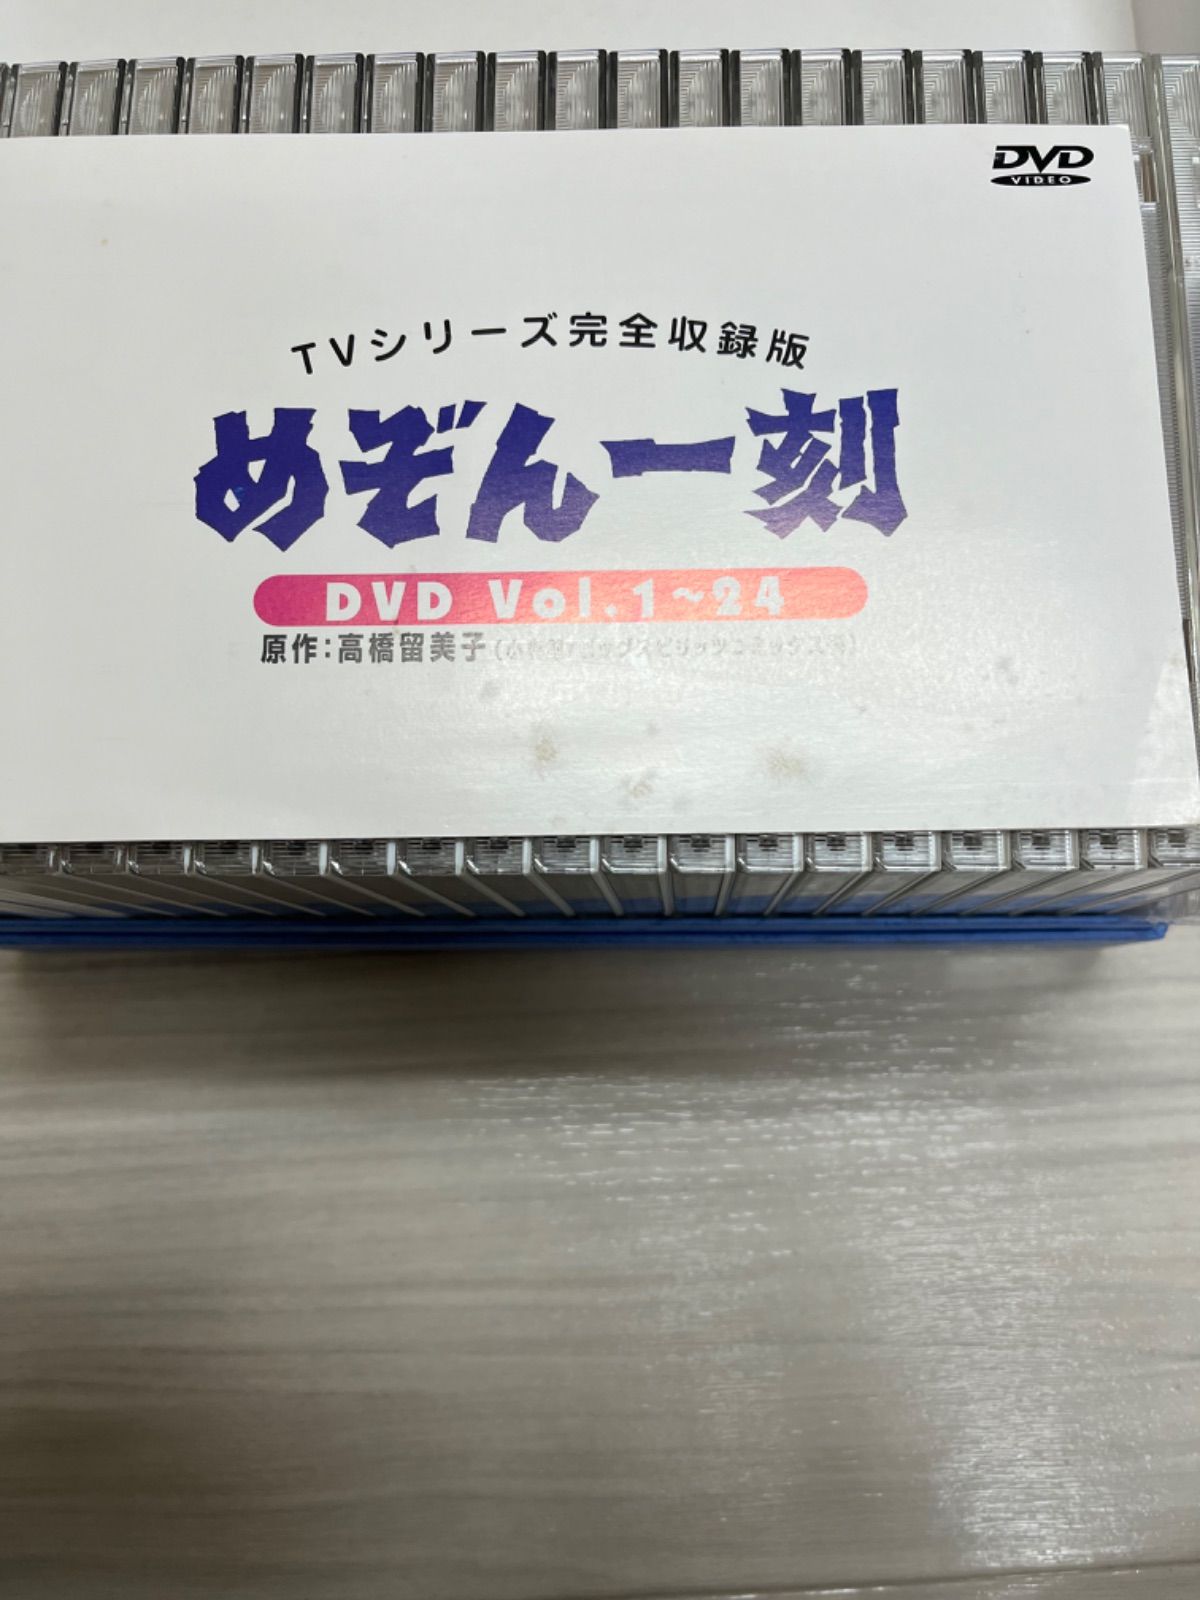 DVD
VIDEO
TVシリーズ完全収録版
めぞん一刻
DVD Vol.1~24
原作:高橋留美子